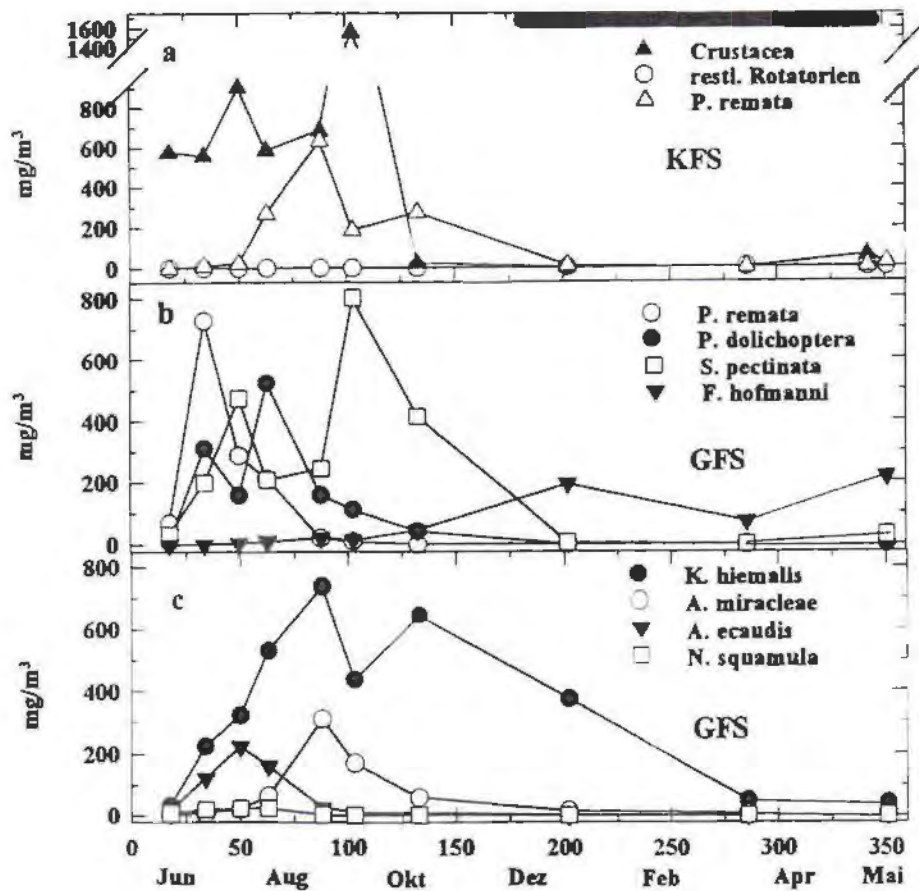 1600
1400
a
Crustacea
restl. Rotatorien
P. remata
800
600
400
200
0
mg/m³
KFS
b
P. remata
P. dolichoptera
S. pectinata
F. hofmanni
800
600
400
200
0
mg/m³
GFS
c
K. hiemalis
A. miracleae
A. ecaudis
N. squamula
800
600
400
200
0
mg/m³
GFS
0 50 100 150 200 250 300 350
Jun Aug Okt Dez Feb Apr Mai